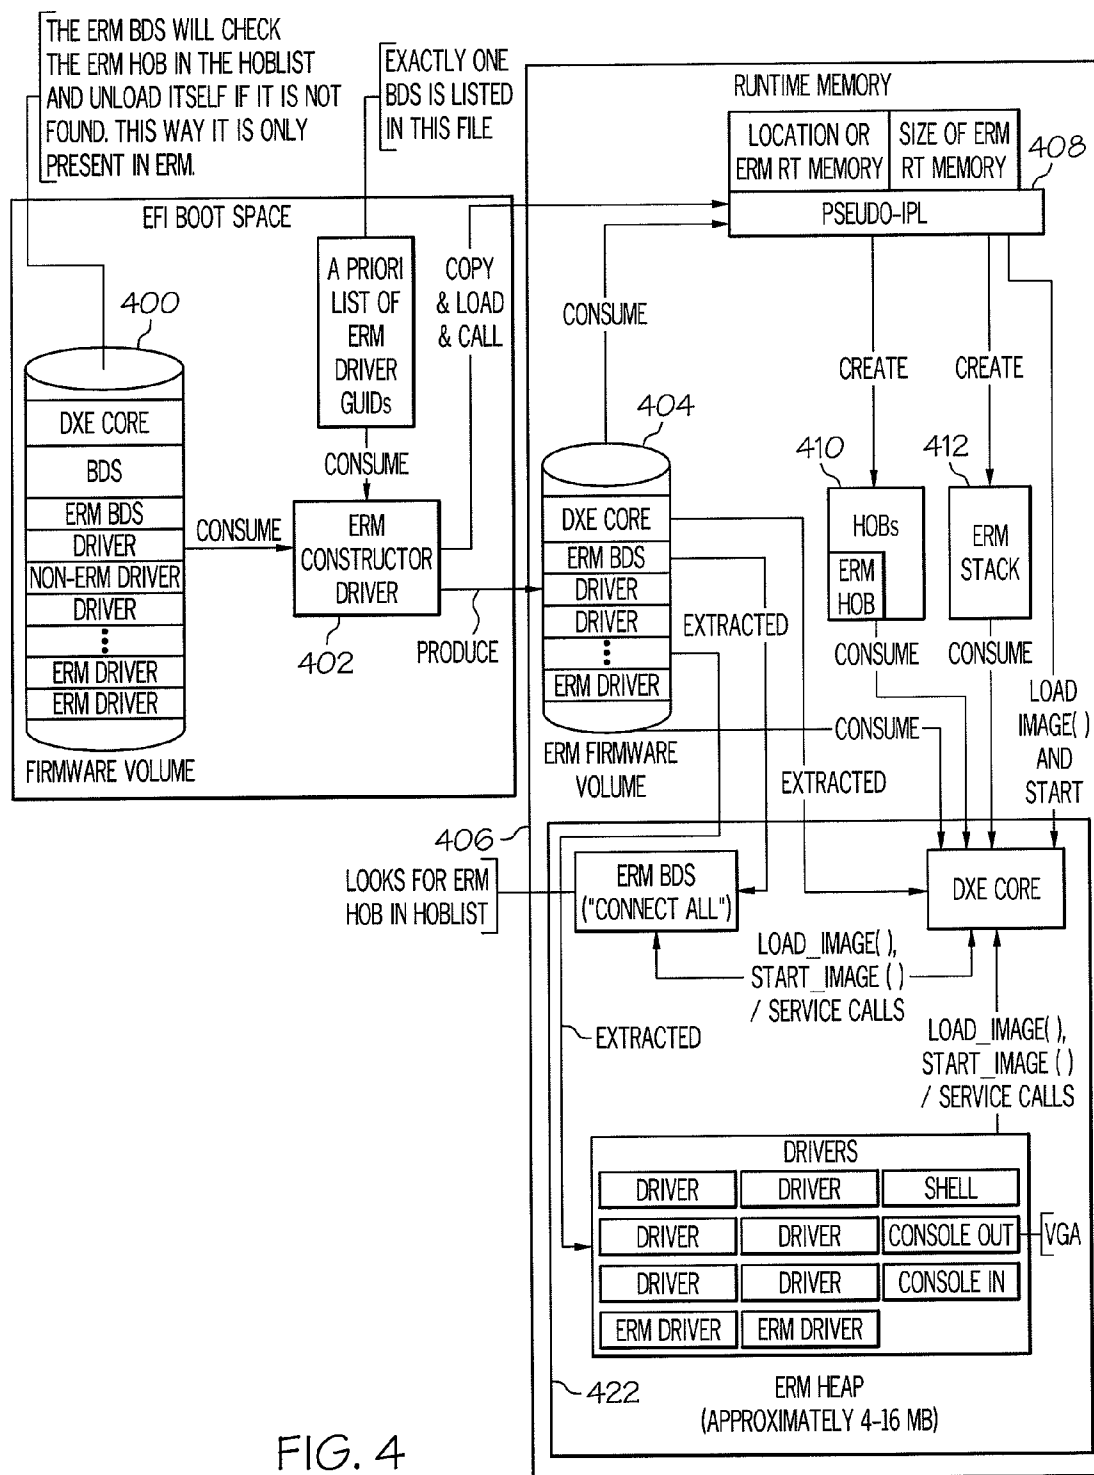 THE ERM BDS WILL CHECK
THE ERM HOB IN THE HOBLIST
AND UNLOAD ITSELF IF IT IS NOT
FOUND. THIS WAY IT IS ONLY
PRESENT IN ERM.
EXACTLY ONE
BDS IS LISTED
IN THIS FILE
RUNTIME MEMORY
LOCATION OR
ERM RT MEMORY
SIZE OF ERM
RT MEMORY
408
PSEUDO-IPL
EFI BOOT SPACE
A PRIORI
LIST OF
ERM
DRIVER
GUIDs
COPY
& LOAD
& CALL
CONSUME
CREATE
CREATE
400
DXE CORE
BDS
ERM BDS
DRIVER
NON-ERM DRIVER
DRIVER
ERM DRIVER
ERM DRIVER
FIRMWARE VOLUME
CONSUME
CONSUME
ERM
CONSTRUCTOR
DRIVER
402
PRODUCE
404
DXE CORE
ERM BDS
DRIVER
DRIVER
ERM DRIVER
ERM FIRMWARE
VOLUME
EXTRACTED
410
HOBs
ERM
HOB
412
ERM
STACK
CONSUME
CONSUME
CONSUME
EXTRACTED
LOAD
IMAGE( )
AND
START
406
LOOKS FOR ERM
HOB IN HOBLIST
ERM BDS
("CONNECT ALL")
DXE CORE
LOAD_IMAGE( ),
START_IMAGE ( )
/ SERVICE CALLS
EXTRACTED
LOAD_IMAGE( ),
START_IMAGE ( )
/ SERVICE CALLS
DRIVERS
DRIVER DRIVER SHELL
DRIVER DRIVER CONSOLE OUT VGA
DRIVER DRIVER CONSOLE IN
ERM DRIVER ERM DRIVER
422
ERM HEAP
(APPROXIMATELY 4-16 MB)
FIG. 4